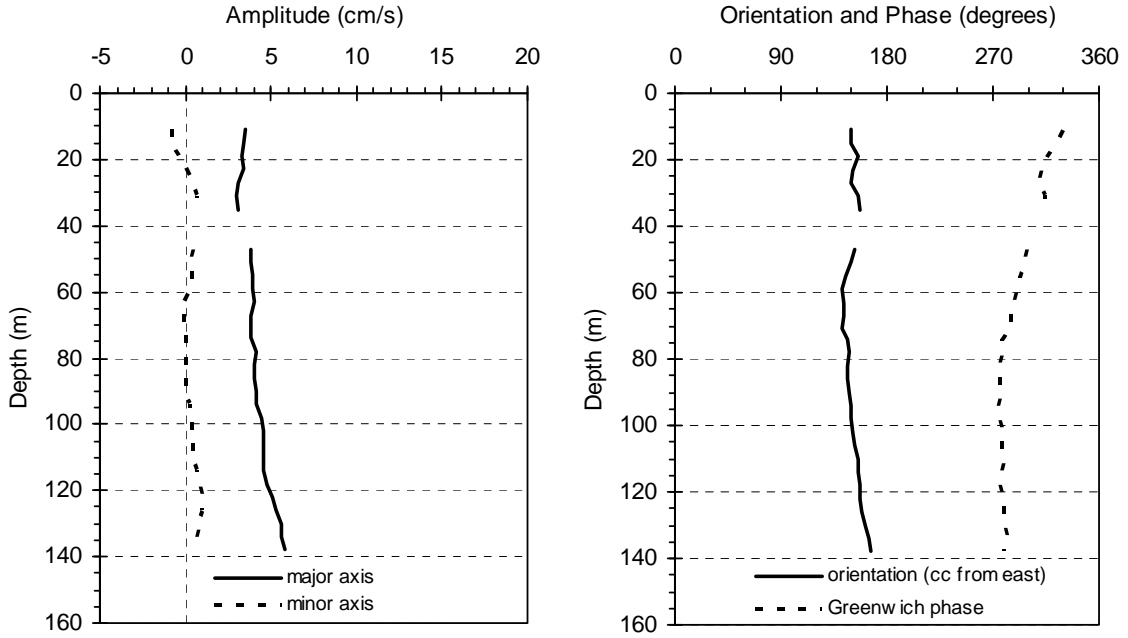 Amplitude (cm/s)
-5 0 5 10 15 20
0
20
40
60
80
100
120
140
160
Depth (m)
major axis
minor axis
Orientation and Phase (degrees)
0 90 180 270 360
0
20
40
60
80
100
120
140
160
Depth (m)
orientation (cc from east)
Greenwich phase